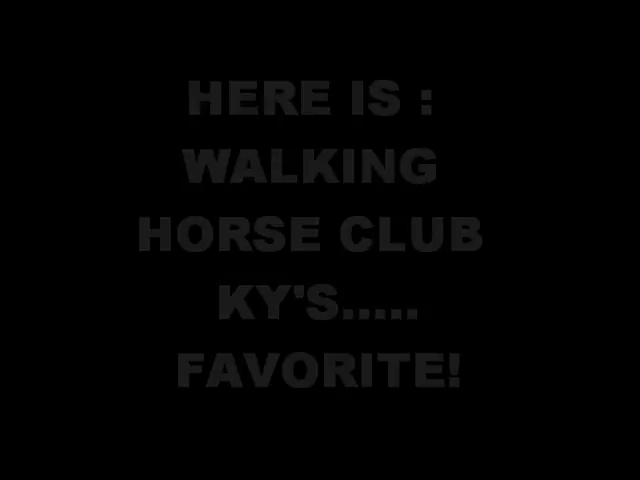 HERE IS :
WALKING
HORSE CLUB
KY'S.....
FAVORITE!